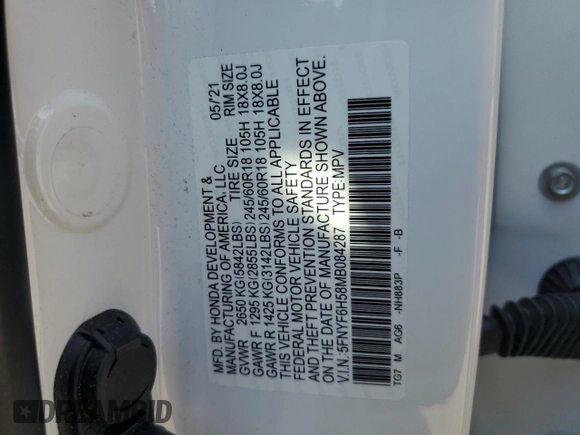 MFD. BY HONDA DEVELOPMENT & 05/21
MANUFACTURING OF AMERICA, LLC.
TIRE SIZE RIM SIZE
GVWR 2650 KG(5842LBS)
GAWR F 1295 KG(2855LBS)245/60R18 105H 18X8.0J
GAWR R 1425 KG(3142LBS)245/60R18 105H 18X8.0J
THIS VEHICLE CONFORMS TO ALL APPLICABLE
FEDERAL MOTOR VEHICLE SAFETY
AND THEFT PREVENTION STANDARDS IN EFFECT
ON THE DATE OF MANUFACTURE SHOWN ABOVE.
V.I.N.:5FNYF6H58MB084287 TYPE:MPV
TG7 M AG6 -NH883P -F -B
DREAMBID